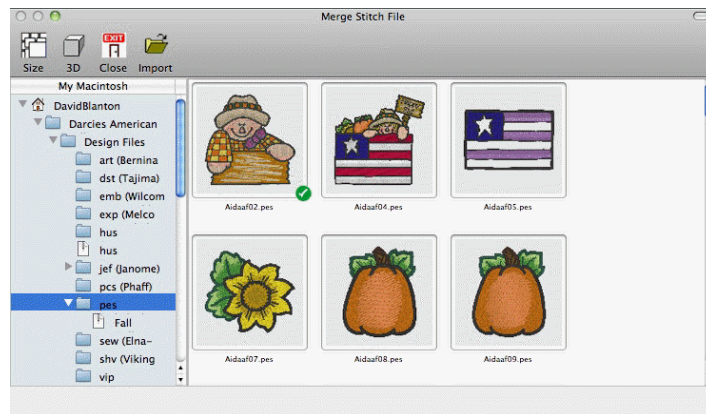 Merge Stitch File
EXIT
Size 3D Close Import
My Macintosh
DavidBlanton
Darcies American
Design Files
art (Bernina
dst (Tajima)
emb (Wilcom
exp (Melco
hus
hus
jef (Janome)
pcs (Phaff)
pes
Fall
sew (Elna-
shv (Viking
vip
Aidaaf02.pes Aidaaf04.pes Aidaaf05.pes
Aidaaf07.pes Aidaaf08.pes Aidaaf09.pes